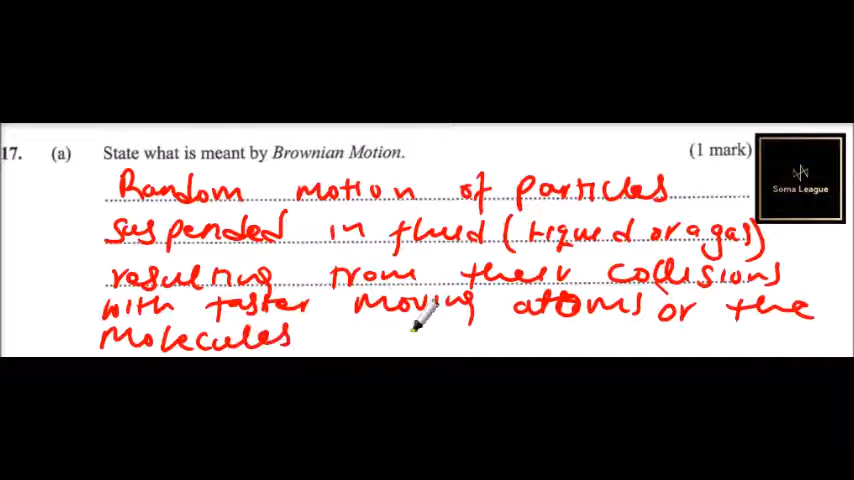 17. (a) State what is meant by Brownian Motion. (1 mark)
Soma League
Random motion of particles
suspended in fluid (liquid or a gas)
resulting from their collisions
with faster moving attoms or the
molecules